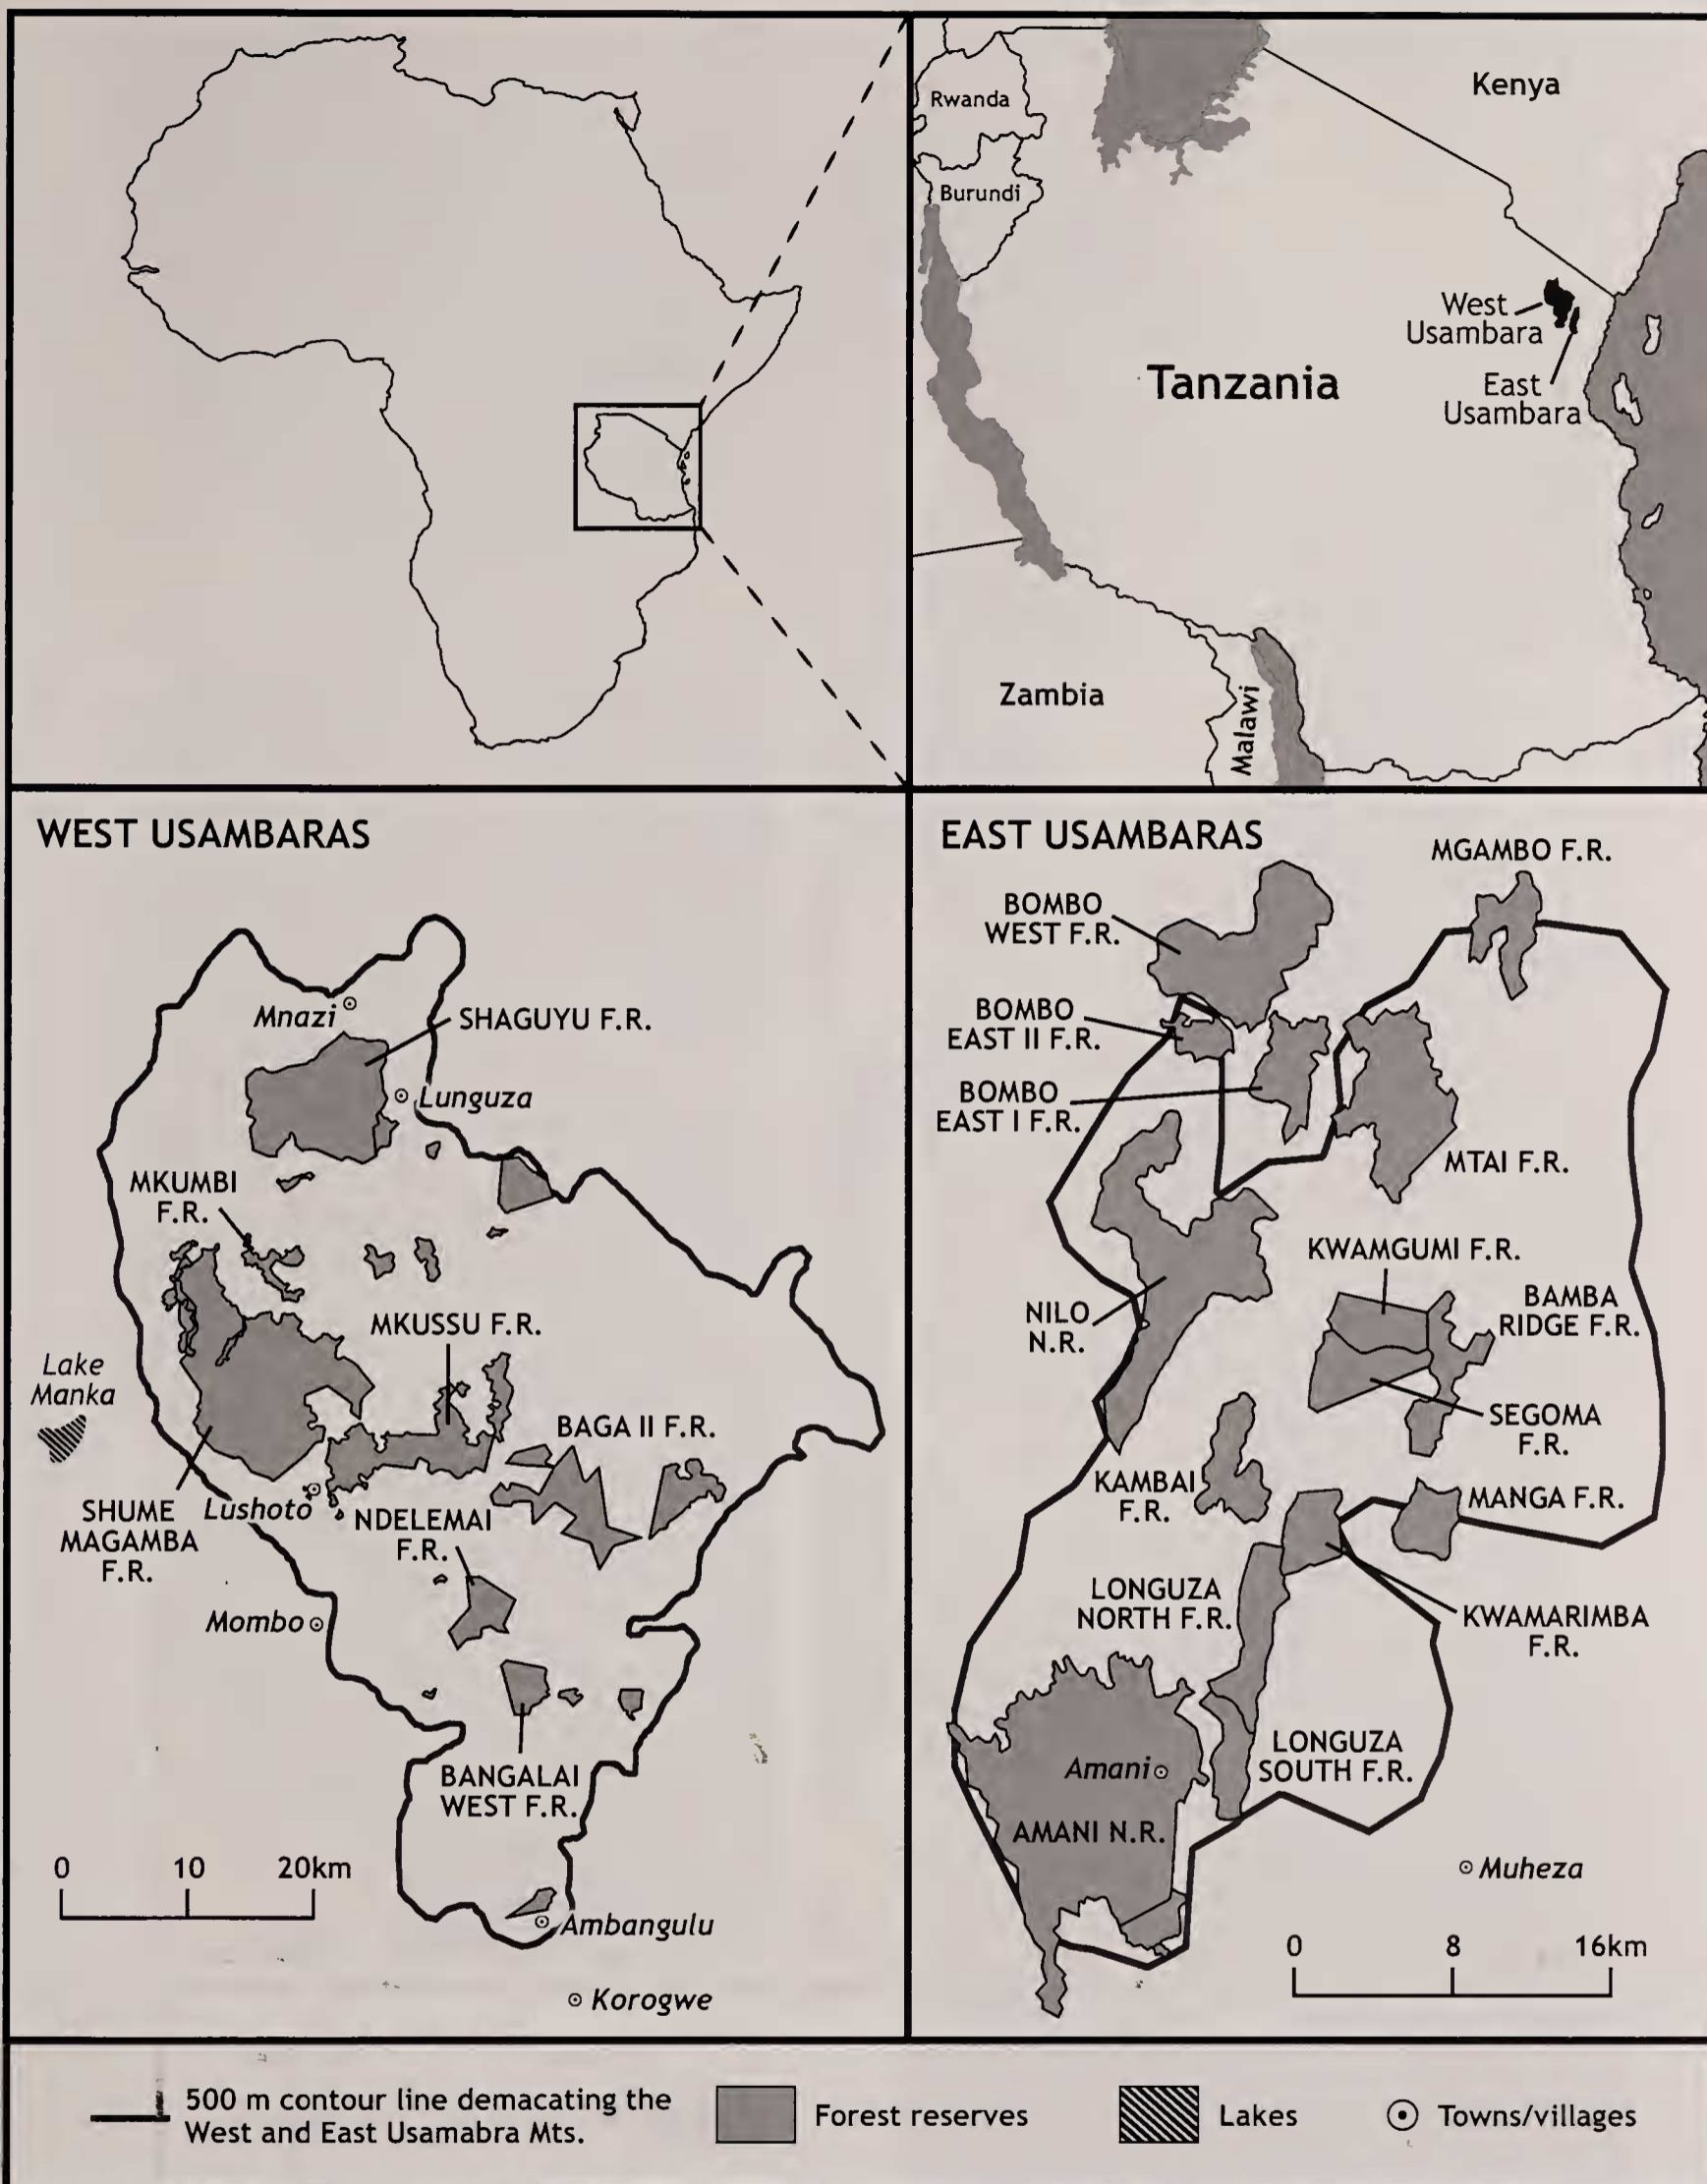 Rwanda
Burundi
Kenya
West
Usambara
East
Usambara
Tanzania
Zambia
Malawi
WEST USAMBARAS
Mnazi
SHAGUYU F.R.
Lunguza
MKUMBI
F.R.
MKUSSU F.R.
Lake
Manka
BAGA II F.R.
SHUME
MAGAMBA
F.R.
Lushoto
NDELEMAI
F.R.
Mombo
BANGALAI
WEST F.R.
0 10 20km
Ambangulu
Korogwe
EAST USAMBARAS
MGAMBO F.R.
BOMBO
WEST F.R.
BOMBO
EAST II F.R.
BOMBO
EAST I F.R.
MTAI F.R.
KWAMGUMI F.R.
BAMBA
RIDGE F.R.
NILO
N.R.
SEGOMA
F.R.
KAMBAI
F.R.
MANGA F.R.
LONGUZA
NORTH F.R.
KWAMARIMBA
F.R.
LONGUZA
SOUTH F.R.
Amani
AMANI N.R.
Muheza
0 8 16km
500 m contour line demacating the
West and East Usamabra Mts.
Forest reserves
Lakes
Towns/villages